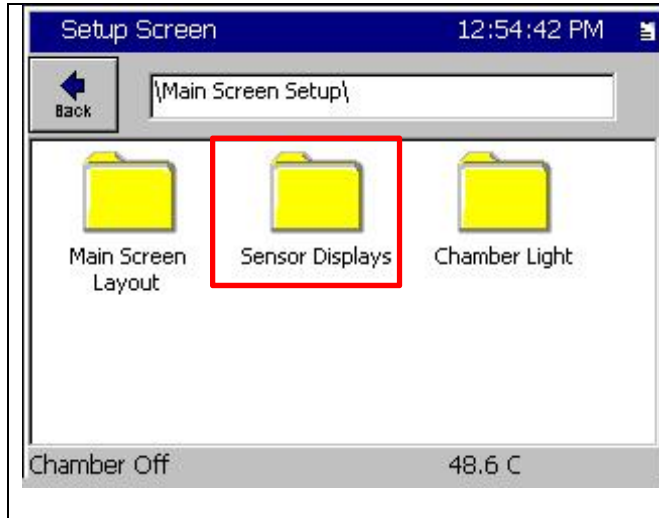 Setup Screen 12:54:42 PM
Back
\Main Screen Setup\
Main Screen Layout
Sensor Displays
Chamber Light
Chamber Off 48.6 C